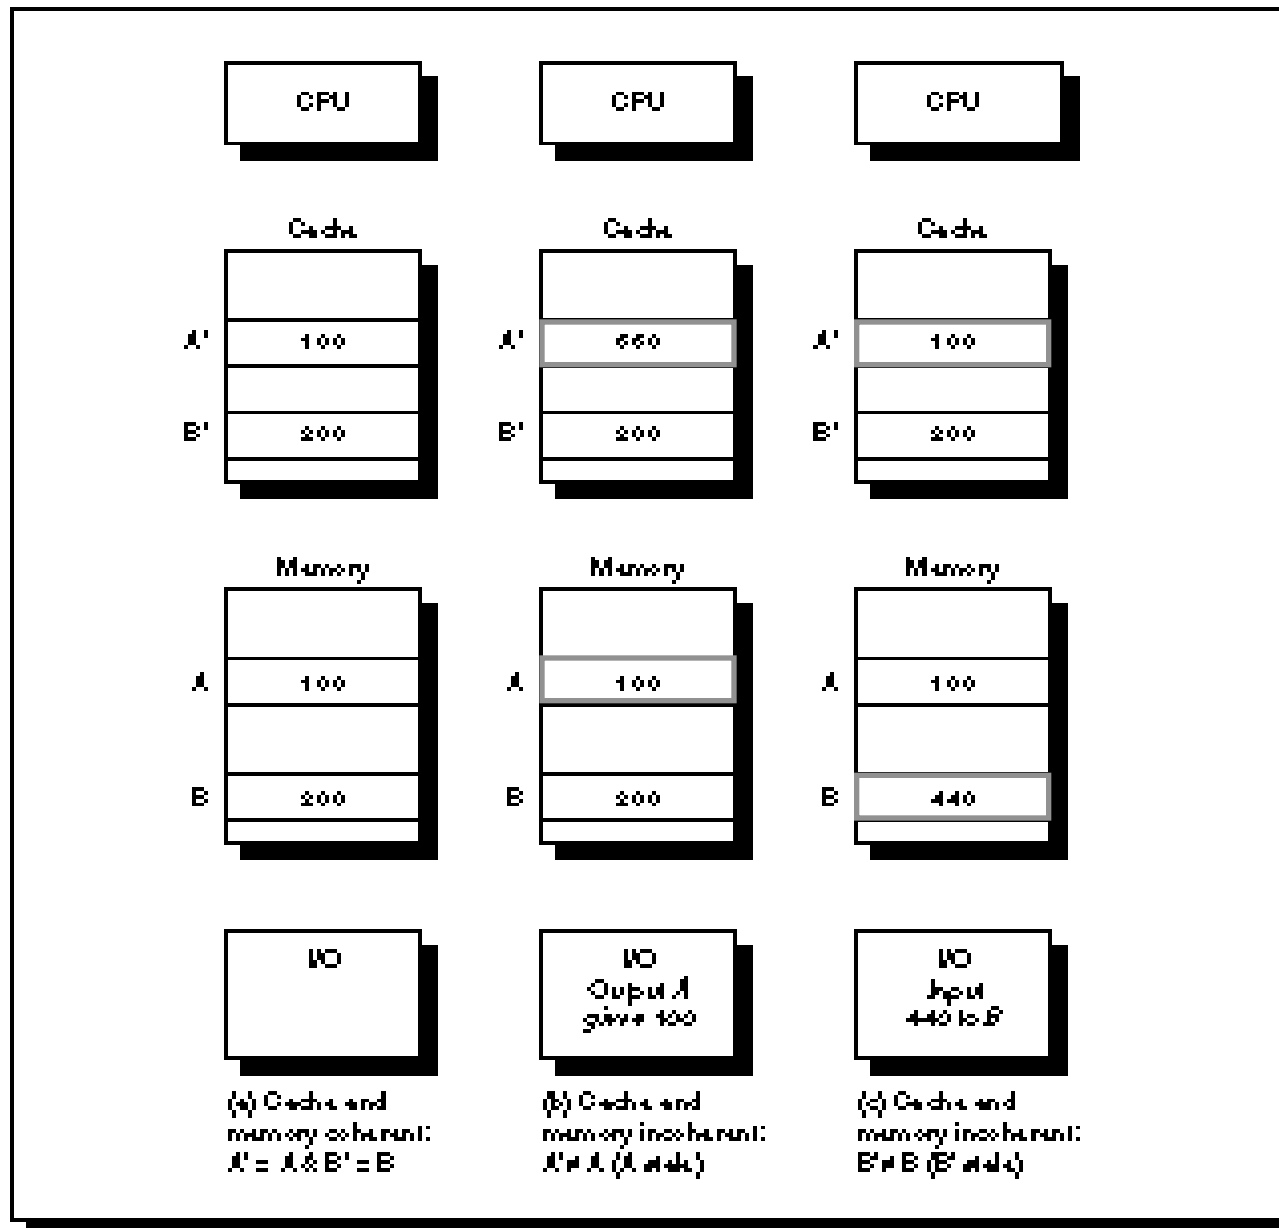 CPU
CPU
CPU
Cache
Cache
Cache
A' 100
A' 550
A' 100
B' 200
B' 200
B' 200
Memory
Memory
Memory
A 100
A 100
A 100
B 200
B 200
B 440
I/O
I/O
Output A
gives 100
I/O
Input
440 to B
(a) Cache and
memory coherent:
A' = A & B' = B
(b) Cache and
memory incoherent:
A' ≠ A (A stale)
(c) Cache and
memory incoherent:
B' ≠ B (B' stale)